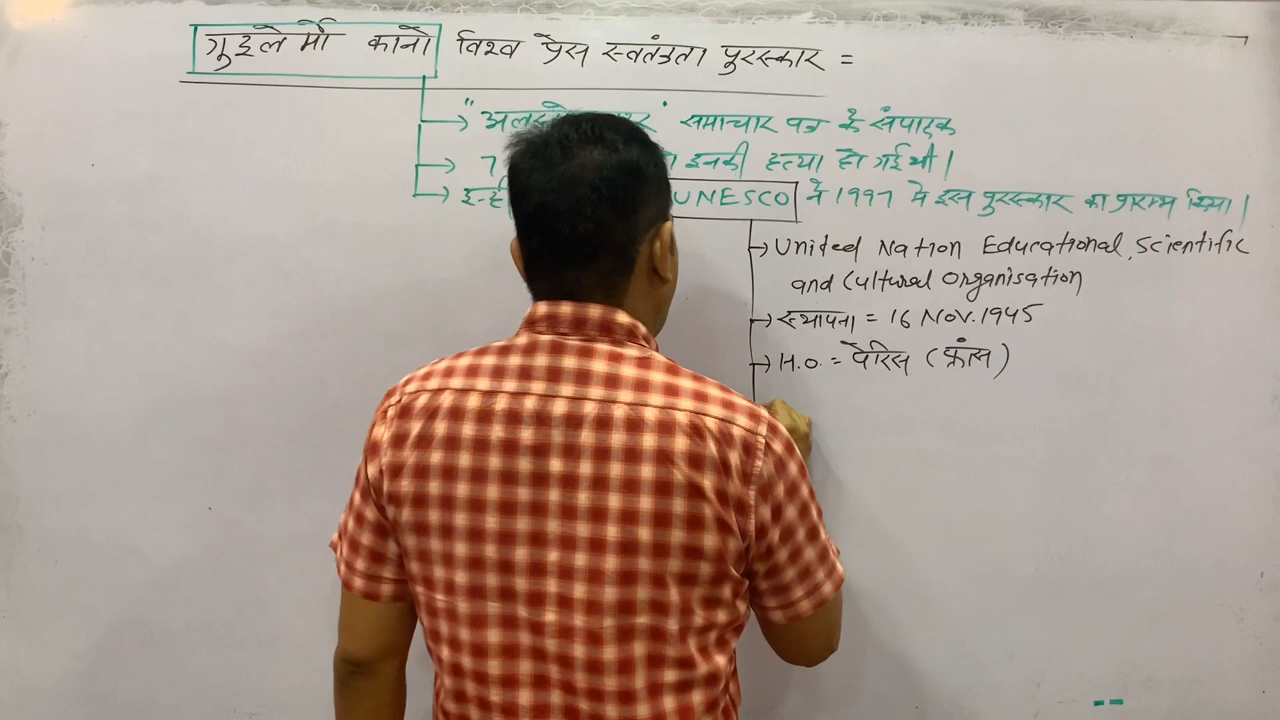 गुइलेर्मो कानो विश्व प्रेस स्वतंत्रता पुरस्कार =
→ समाचार पत्र के संपादक
→ 7 इनकी हत्या हो गई थी।
→ UNESCO ने 1997 मे इस पुरस्कार का प्रारम्भ किया।
→ United Nation Educational, Scientific
and Cultural Organisation
→ स्थापना = 16 Nov. 1945
→ H.O. = पेरिस (फ्रांस)